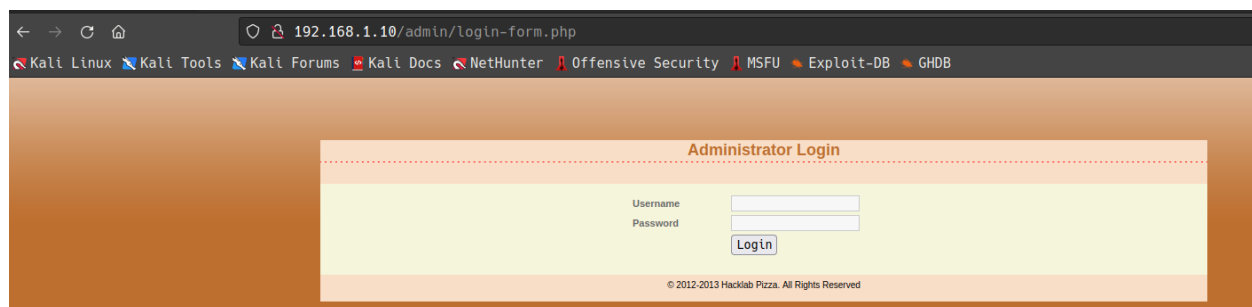 192.168.1.10/admin/login-form.php
Kali Linux Kali Tools Kali Forums Kali Docs NetHunter Offensive Security MSFU Exploit-DB GHDB
Administrator Login
Username
Password
Login
© 2012-2013 Hacklab Pizza. All Rights Reserved